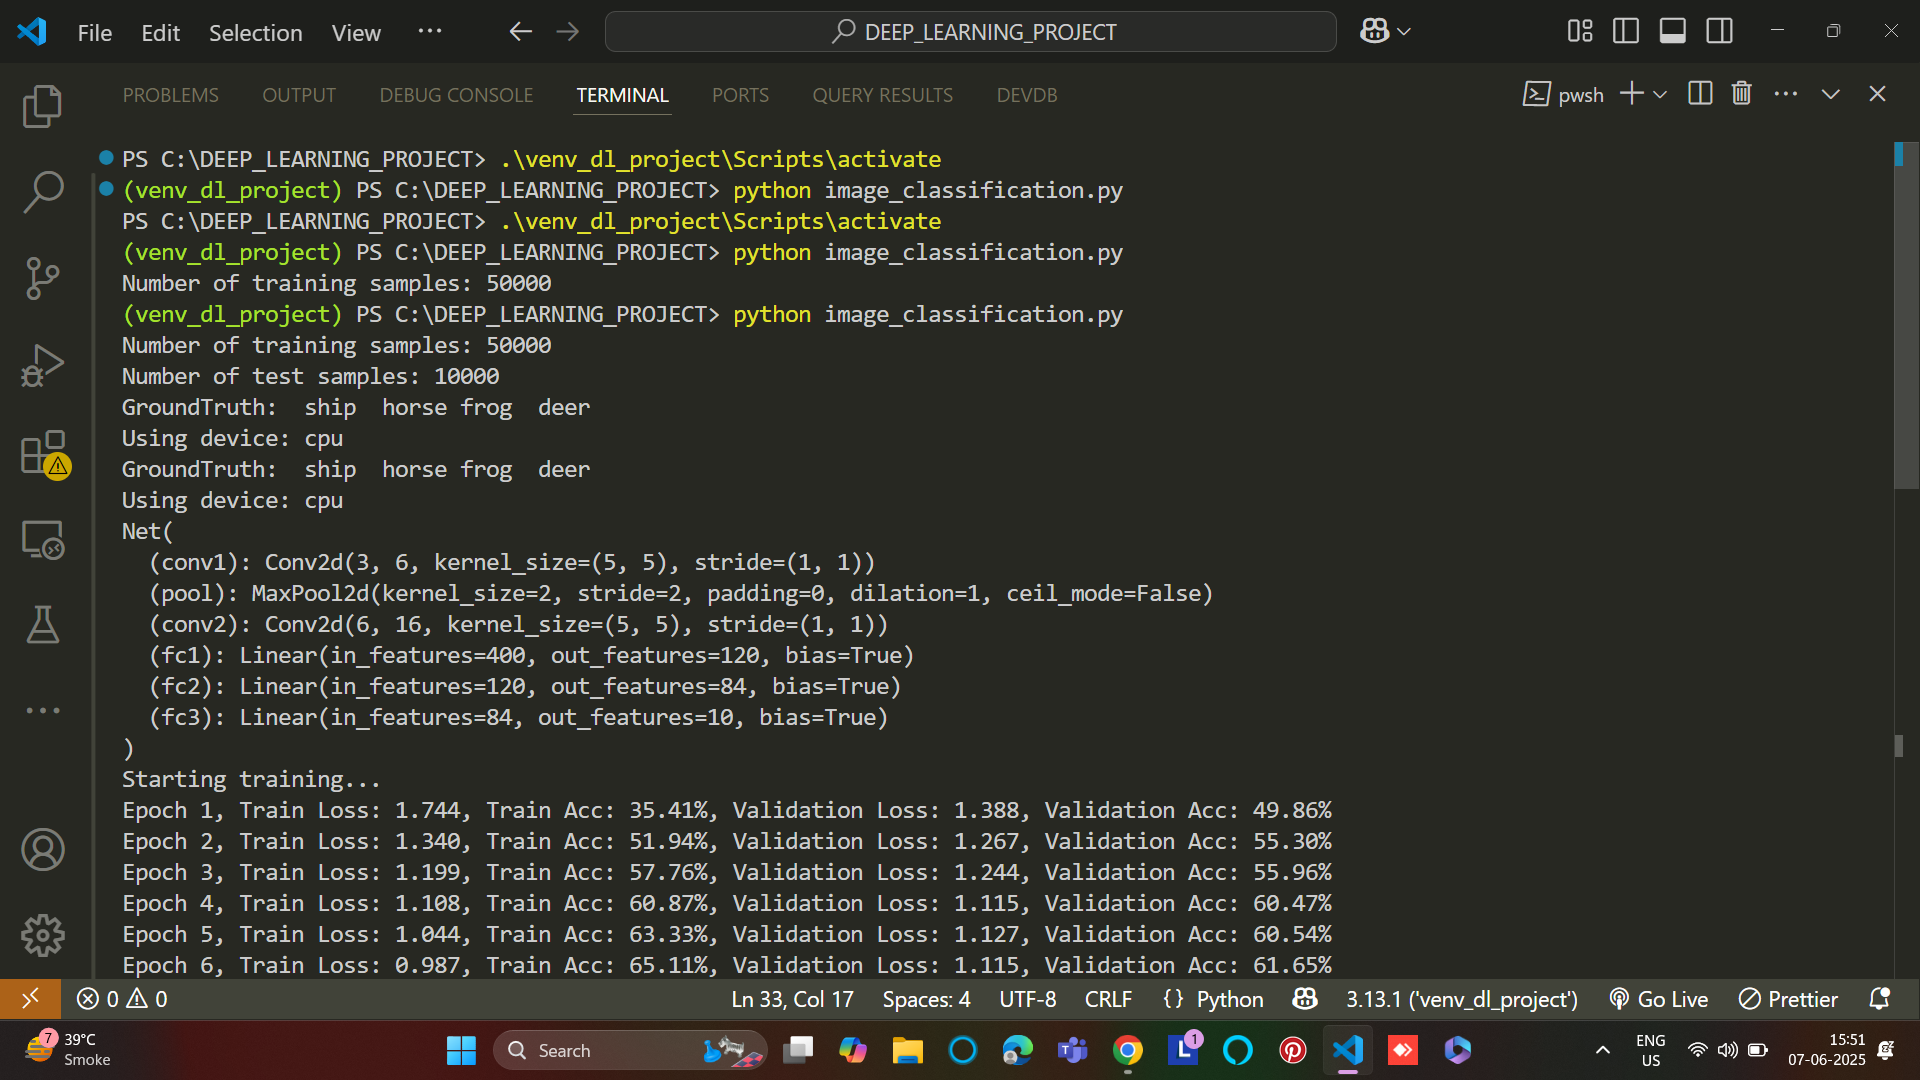 File Edit Selection View ··· DEEP_LEARNING_PROJECT
PROBLEMS OUTPUT DEBUG CONSOLE TERMINAL PORTS QUERY RESULTS DEVDB pwsh
PS C:\DEEP_LEARNING_PROJECT> .\venv_dl_project\Scripts\activate
(venv_dl_project) PS C:\DEEP_LEARNING_PROJECT> python image_classification.py
PS C:\DEEP_LEARNING_PROJECT> .\venv_dl_project\Scripts\activate
(venv_dl_project) PS C:\DEEP_LEARNING_PROJECT> python image_classification.py
Number of training samples: 50000
(venv_dl_project) PS C:\DEEP_LEARNING_PROJECT> python image_classification.py
Number of training samples: 50000
Number of test samples: 10000
GroundTruth:  ship  horse frog  deer
Using device: cpu
GroundTruth:  ship  horse frog  deer
Using device: cpu
Net(
  (conv1): Conv2d(3, 6, kernel_size=(5, 5), stride=(1, 1))
  (pool): MaxPool2d(kernel_size=2, stride=2, padding=0, dilation=1, ceil_mode=False)
  (conv2): Conv2d(6, 16, kernel_size=(5, 5), stride=(1, 1))
  (fc1): Linear(in_features=400, out_features=120, bias=True)
  (fc2): Linear(in_features=120, out_features=84, bias=True)
  (fc3): Linear(in_features=84, out_features=10, bias=True)
)
Starting training...
Epoch 1, Train Loss: 1.744, Train Acc: 35.41%, Validation Loss: 1.388, Validation Acc: 49.86%
Epoch 2, Train Loss: 1.340, Train Acc: 51.94%, Validation Loss: 1.267, Validation Acc: 55.30%
Epoch 3, Train Loss: 1.199, Train Acc: 57.76%, Validation Loss: 1.244, Validation Acc: 55.96%
Epoch 4, Train Loss: 1.108, Train Acc: 60.87%, Validation Loss: 1.115, Validation Acc: 60.47%
Epoch 5, Train Loss: 1.044, Train Acc: 63.33%, Validation Loss: 1.127, Validation Acc: 60.54%
Epoch 6, Train Loss: 0.987, Train Acc: 65.11%, Validation Loss: 1.115, Validation Acc: 61.65%
0 0 Ln 33, Col 17 Spaces: 4 UTF-8 CRLF {} Python 3.13.1 ('venv_dl_project') Go Live Prettier
7 39°C Search L 1 ENG 15:51
Smoke US 07-06-2025